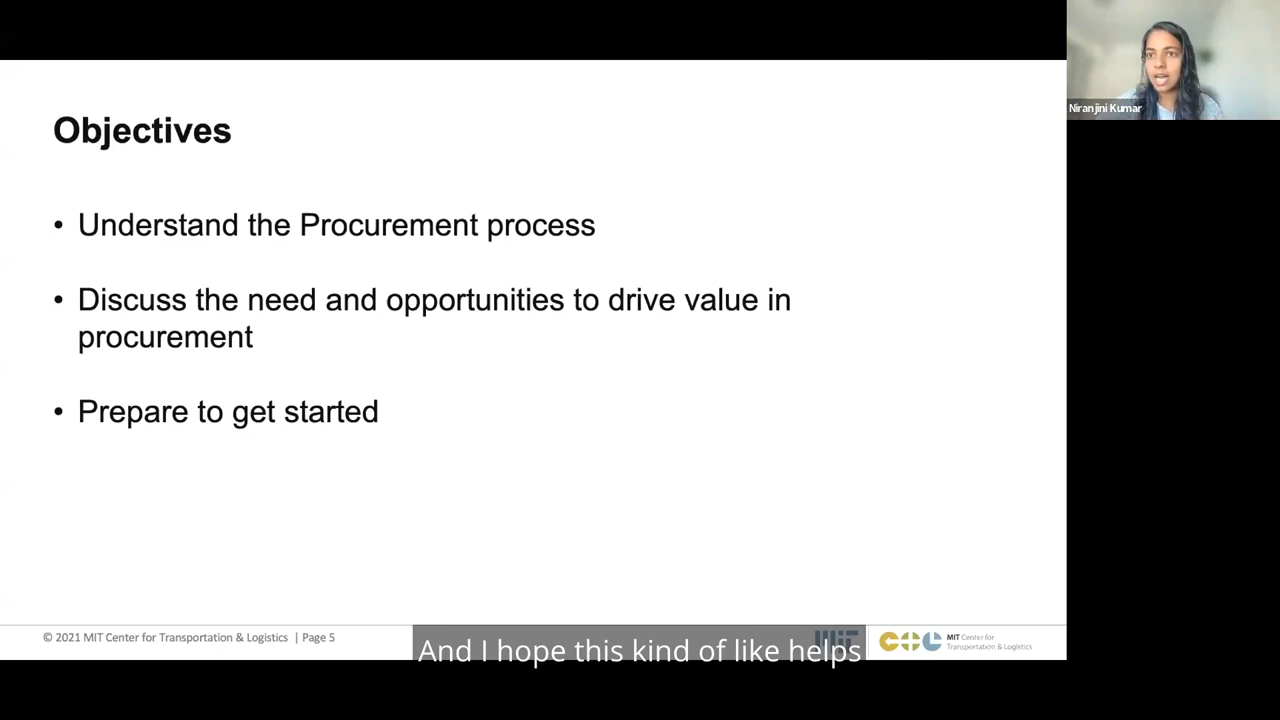 Niranjini Kumar
Objectives
• Understand the Procurement process
• Discuss the need and opportunities to drive value in
procurement
• Prepare to get started
© 2021 MIT Center for Transportation & Logistics | Page 5
And I hope this kind of like helps
MIT
MIT Center for
Transportation & Logistics